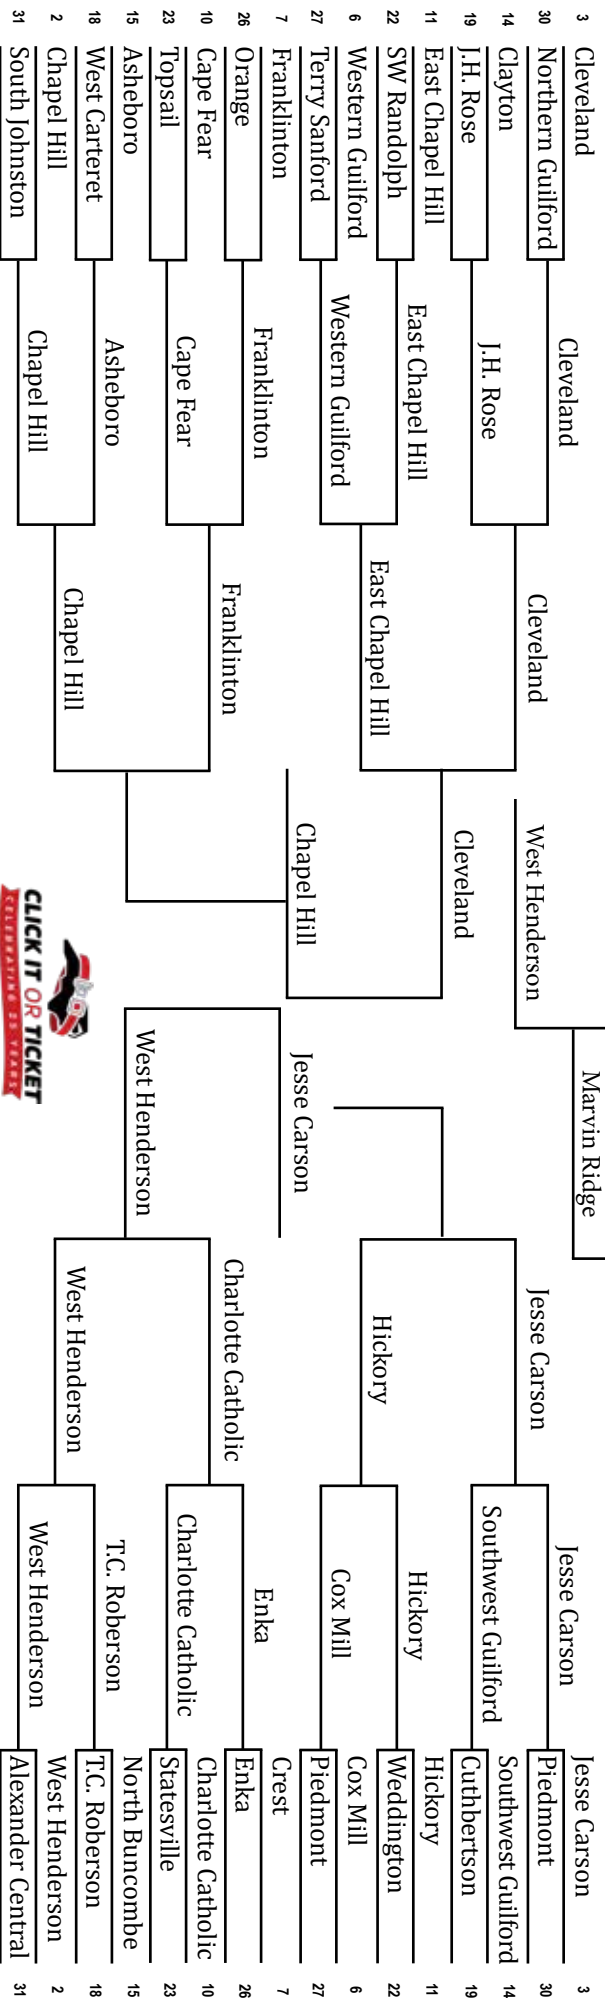 3 Cleveland
30 Northern Guilford
14 Clayton
19 J.H. Rose
11 East Chapel Hill
22 SW Randolph
6 Western Guilford
27 Terry Sanford
7 Franklinton
26 Orange
10 Cape Fear
23 Topsail
15 Asheboro
18 West Carteret
2 Chapel Hill
31 South Johnston
Cleveland
J.H. Rose
East Chapel Hill
Western Guilford
Franklinton
Cape Fear
Asheboro
Chapel Hill
Cleveland
East Chapel Hill
Franklinton
Chapel Hill
Cleveland
Chapel Hill
West Henderson
Marvin Ridge
CLICK IT OR TICKET
CELEBRATING 25 YEARS
Jesse Carson
West Henderson
Jesse Carson
Hickory
Charlotte Catholic
West Henderson
Jesse Carson
Southwest Guilford
Hickory
Cox Mill
Enka
Charlotte Catholic
T.C. Roberson
West Henderson
Jesse Carson 3
Piedmont 30
Southwest Guilford 14
Cuthbertson 19
Hickory 11
Weddington 22
Cox Mill 6
Piedmont 27
Crest 7
Enka 26
Charlotte Catholic 10
Statesville 23
North Buncombe 15
T.C. Roberson 18
West Henderson 2
Alexander Central 31